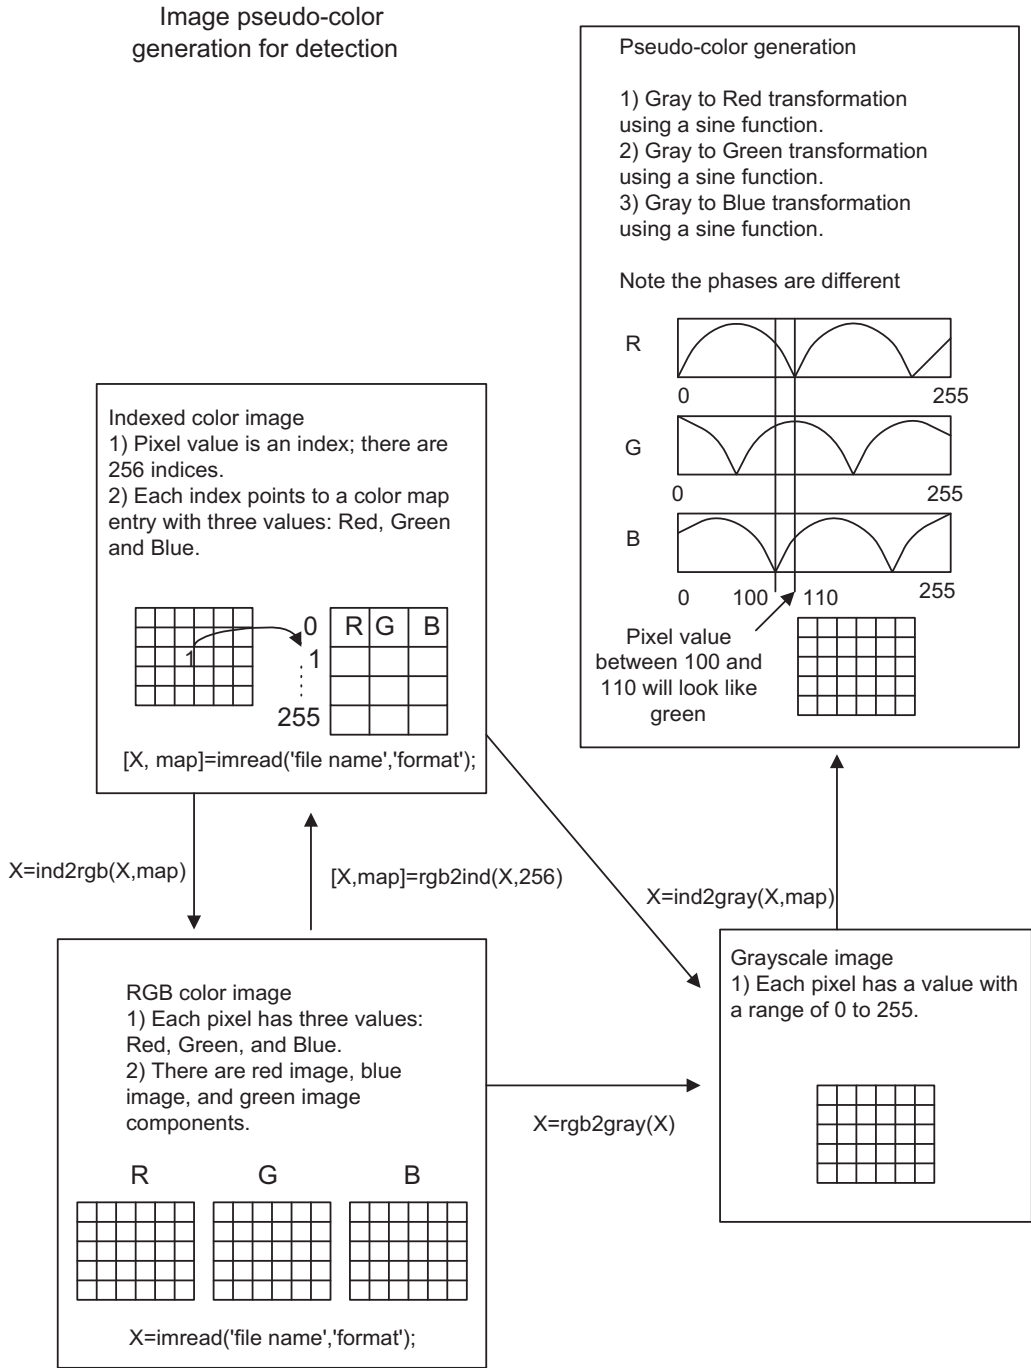 Image pseudo-color
generation for detection
Pseudo-color generation
1) Gray to Red transformation
using a sine function.
2) Gray to Green transformation
using a sine function.
3) Gray to Blue transformation
using a sine function.
Note the phases are different
R
0 255
G
0 255
B
0 100 110 255
Pixel value
between 100 and
110 will look like
green
Indexed color image
1) Pixel value is an index; there are
256 indices.
2) Each index points to a color map
entry with three values: Red, Green
and Blue.
0 R G B
1 1
255
[X, map]=imread('file name','format');
X=ind2rgb(X,map)
[X,map]=rgb2ind(X,256)
X=ind2gray(X,map)
RGB color image
1) Each pixel has three values:
Red, Green, and Blue.
2) There are red image, blue
image, and green image
components.
R G B
X=imread('file name','format');
X=rgb2gray(X)
Grayscale image
1) Each pixel has a value with
a range of 0 to 255.